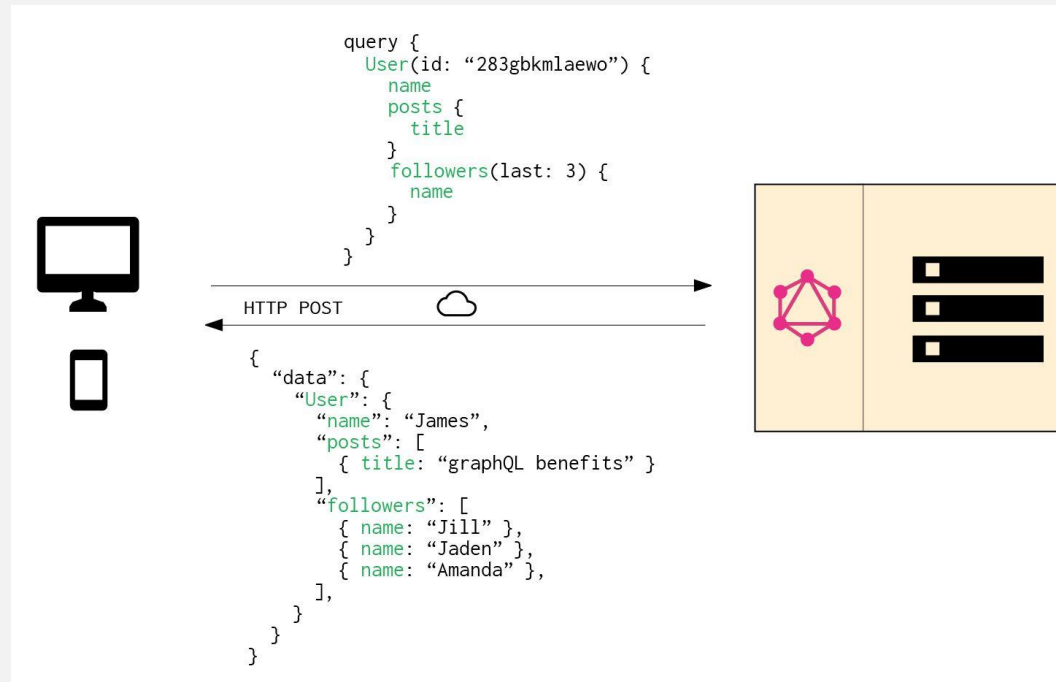 query {
User(id: “283gbkmlaewo”) {
name
posts {
title
}
followers(last: 3) {
name
}
}
}
HTTP POST
{
“data”: {
“User”: {
“name”: “James”,
“posts”: [
{ title: “graphQL benefits” }
],
“followers”: [
{ name: “Jill” },
{ name: “Jaden” },
{ name: “Amanda” },
],
}
}
}